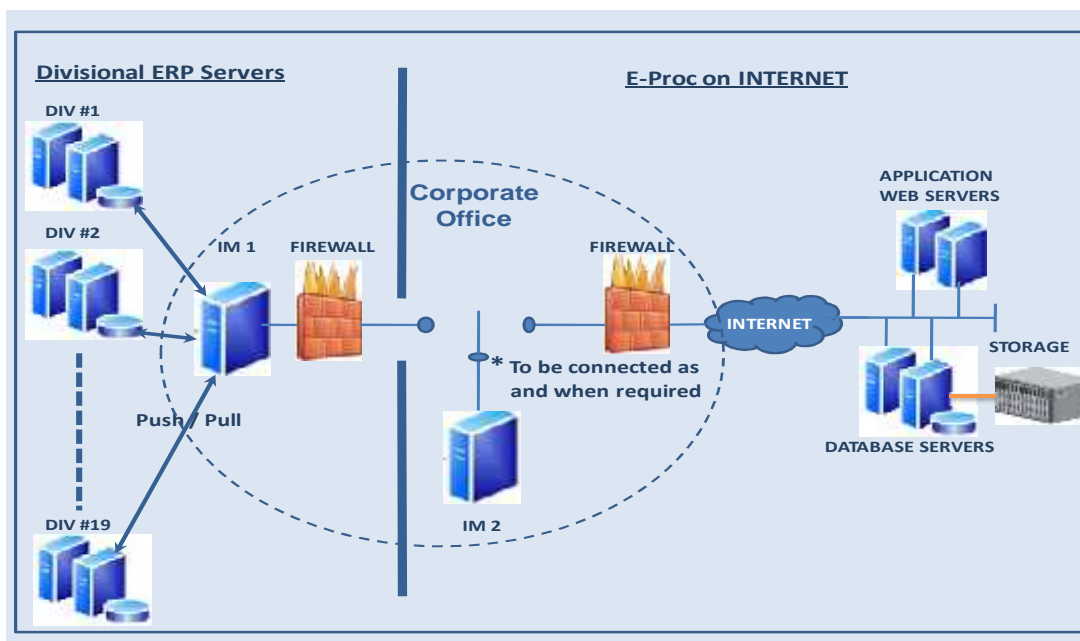 Divisional ERP Servers
E-Proc on INTERNET
DIV #1
DIV #2
IM 1
FIREWALL
Corporate
Office
FIREWALL
APPLICATION
WEB SERVERS
INTERNET
STORAGE
* To be connected as
and when required
Push / Pull
DATABASE SERVERS
DIV #19
IM 2